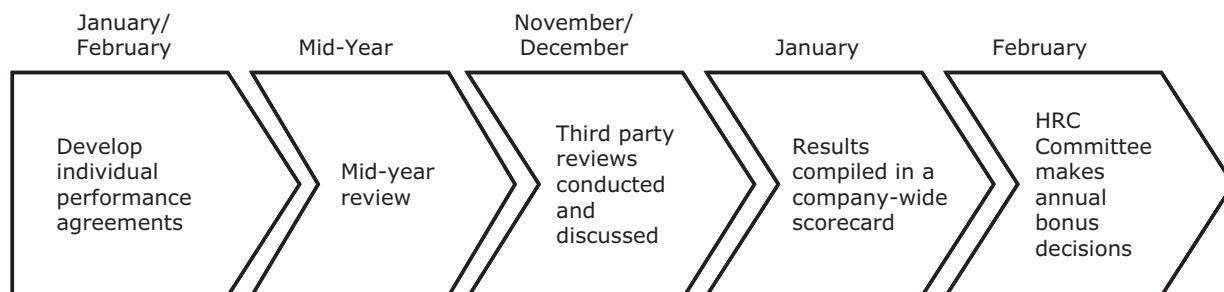 January/
February
Mid-Year
November/
December
January
February
Develop
individual
performance
agreements
Mid-year
review
Third party
reviews
conducted
and
discussed
Results
compiled in a
company-wide
scorecard
HRC
Committee
makes
annual
bonus
decisions